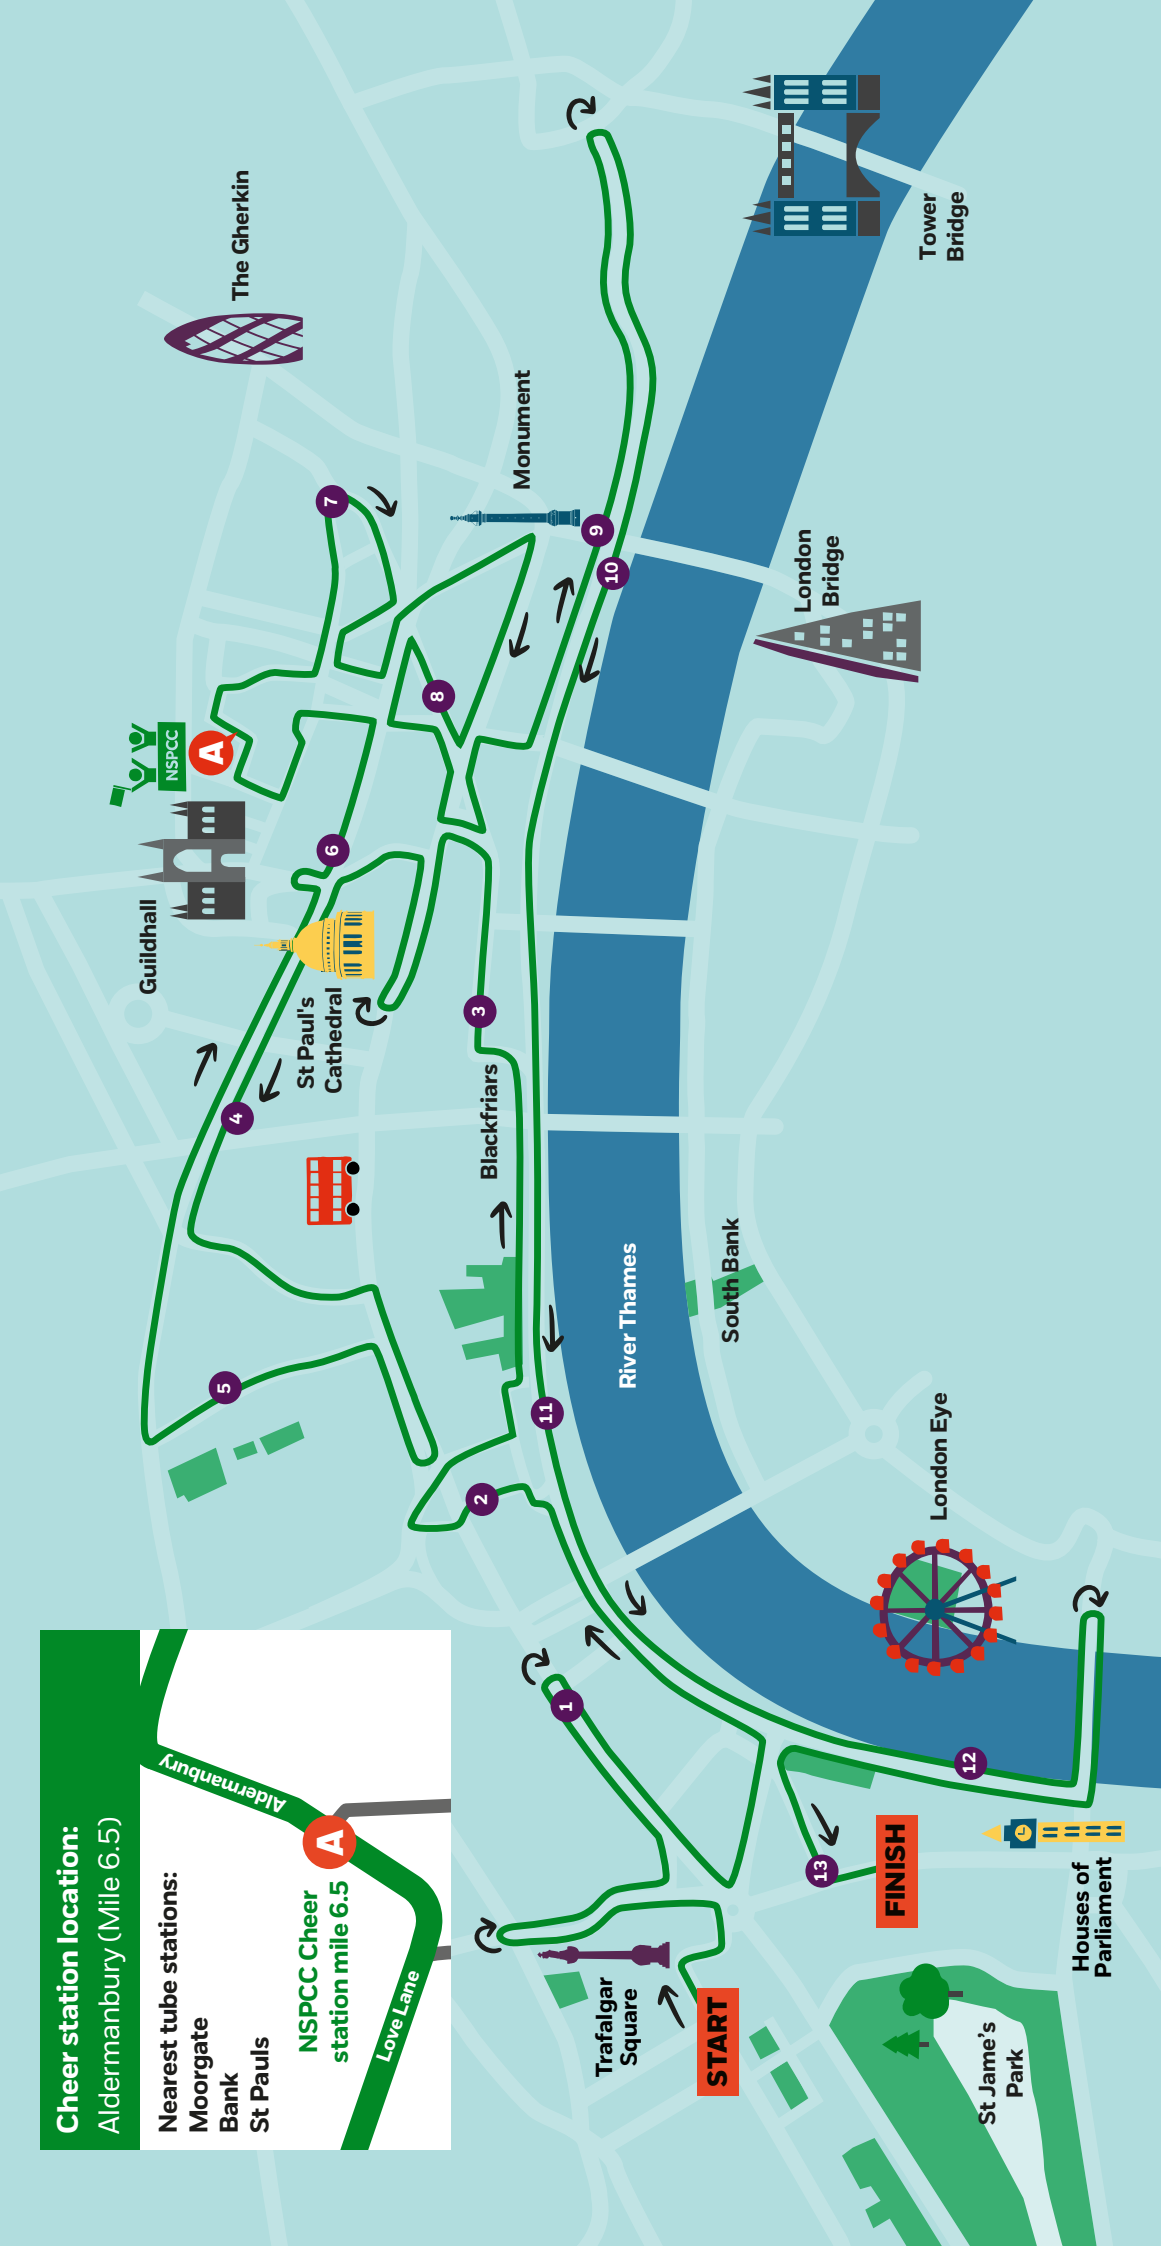 Cheer station location:
Aldermanbury (Mile 6.5)
Nearest tube stations:
Moorgate
Bank
St Pauls
NSPCC Cheer
station mile 6.5
A
Aldermanbury
Love Lane
NSPCC
A
Guildhall
The Gherkin
St Paul's
Cathedral
Monument
Blackfriars
Trafalgar
Square
START
FINISH
River Thames
South Bank
London
Bridge
Tower
Bridge
London Eye
Houses of
Parliament
St Jame's
Park
1
2
3
4
5
6
7
8
9
10
11
12
13